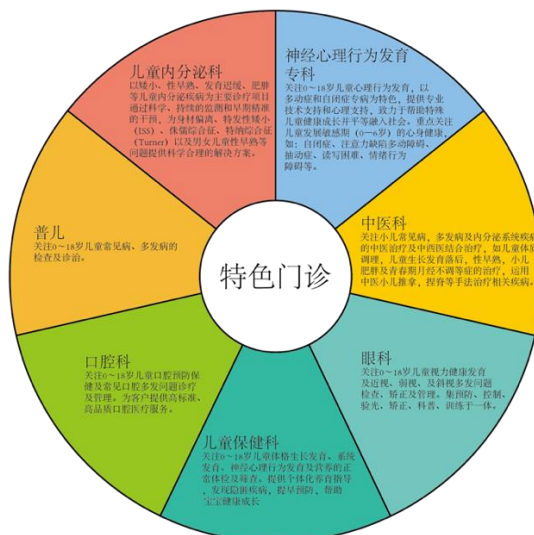 特色门诊
神经心理行为发育
专科
关注0～18岁儿童心理行为发育，以
多动症和自闭症专病为特色，提供专业
技术支持和心理支持，致力于帮助特殊
儿童健康成长并平等融入社会。重点关注
儿童发展敏感期（0—6岁）的心身健康，
如：自闭症、注意力缺陷多动障碍、
抽动症、读写困难、情绪行为
障碍等。
中医科
关注小儿常见病，多发病及内分泌系统疾病
的中医治疗及中西医结合治疗，如儿童体质
调理，儿童生长发育落后，性早熟，小儿
肥胖及青春期月经不调等症的治疗，运用
中医小儿推拿，捏脊等手法治疗相关疾病。
眼科
关注0～18岁儿童视力健康发育
及近视、弱视、及斜视多发问题
检查、矫正及管理。集预防、控制、
验光、矫正、科普、训练于一体。
儿童保健科
关注0～18岁儿童体格生长发育、系统
发育、神经心理行为发育及营养的正
常体检及筛查。提供个体化养育指导
，发现隐匿疾病，提早预防，帮助
宝宝健康成长
口腔科
关注0～18岁儿童口腔预防保
健及常见口腔多发问题诊疗
及管理。为客户提供高标准、
高品质口腔医疗服务。
普儿
关注0～18岁儿童常见病、多发病的
检查及诊治。
儿童内分泌科
以矮小、性早熟、发育迟缓、肥胖
等儿童内分泌疾病为主要诊疗项目
通过科学、持续的监测和早期精准
的干预，为身材偏离、特发性矮小
(ISS)、侏儒综合征、特纳综合征
(Turner) 以及男女儿童性早熟等
问题提供科学合理的解决方案。